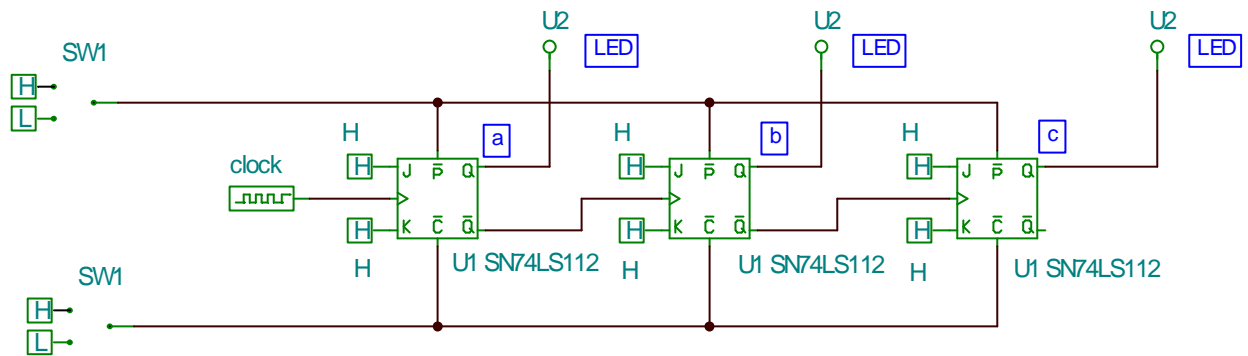 U2 LED U2 LED U2 LED
SW1
H
L
H a H b H c
clock
H J P̅ Q H J P̅ Q H J P̅ Q
H K C̅ Q̅ H K C̅ Q̅ H K C̅ Q̅
H U1 SN74LS112 H U1 SN74LS112 H U1 SN74LS112
SW1
H
L